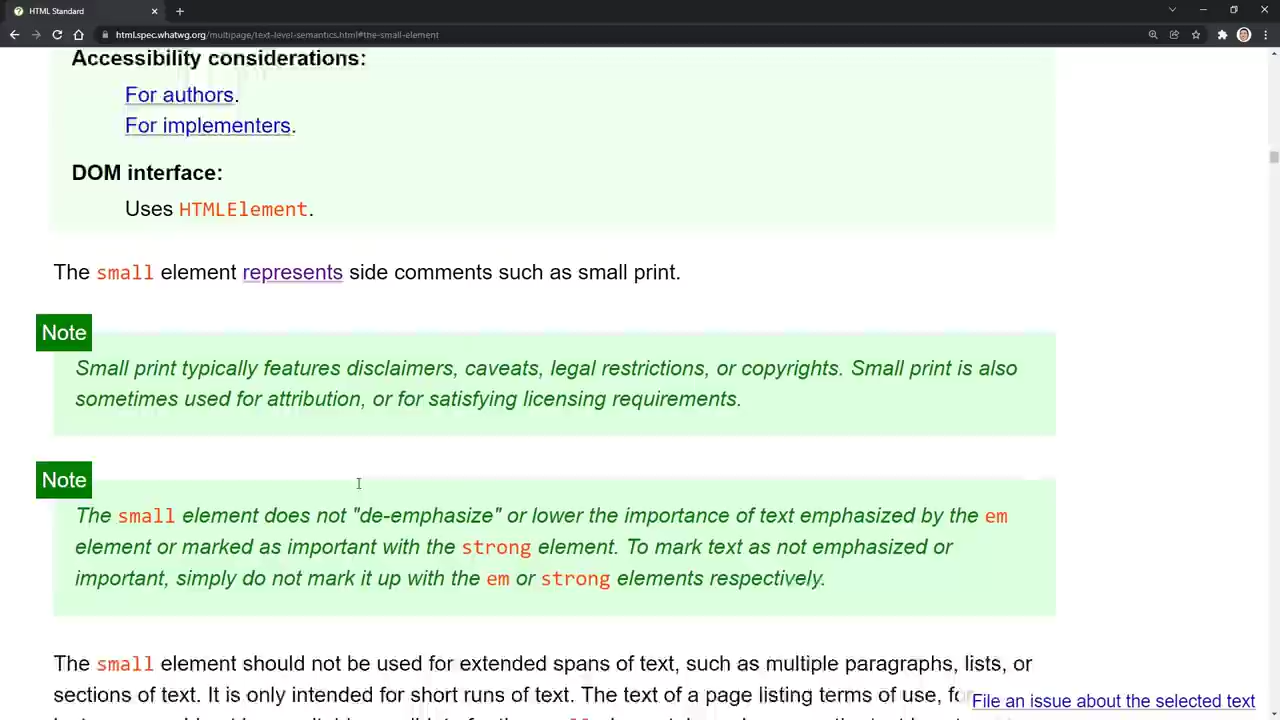 HTML Standard
html.spec.whatwg.org/multipage/text-level-semantics.html#the-small-element
Accessibility considerations:
For authors.
For implementers.
DOM interface:
Uses HTMLElement.
The small element represents side comments such as small print.
Note
Small print typically features disclaimers, caveats, legal restrictions, or copyrights. Small print is also
sometimes used for attribution, or for satisfying licensing requirements.
Note
The small element does not "de-emphasize" or lower the importance of text emphasized by the em
element or marked as important with the strong element. To mark text as not emphasized or
important, simply do not mark it up with the em or strong elements respectively.
The small element should not be used for extended spans of text, such as multiple paragraphs, lists, or
sections of text. It is only intended for short runs of text. The text of a page listing terms of use, for
File an issue about the selected text